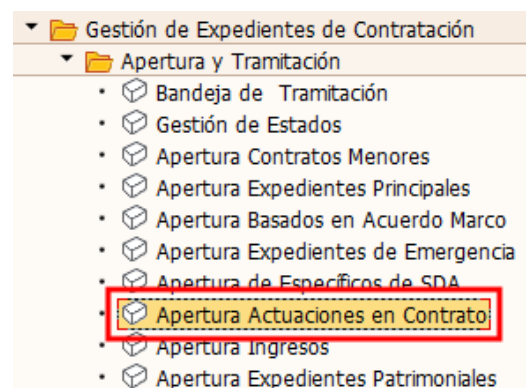 Gestión de Expedientes de Contratación
Apertura y Tramitación
Bandeja de Tramitación
Gestión de Estados
Apertura Contratos Menores
Apertura Expedientes Principales
Apertura Basados en Acuerdo Marco
Apertura Expedientes de Emergencia
Apertura de Específicos de SDA
Apertura Actuaciones en Contrato
Apertura Ingresos
Apertura Expedientes Patrimoniales